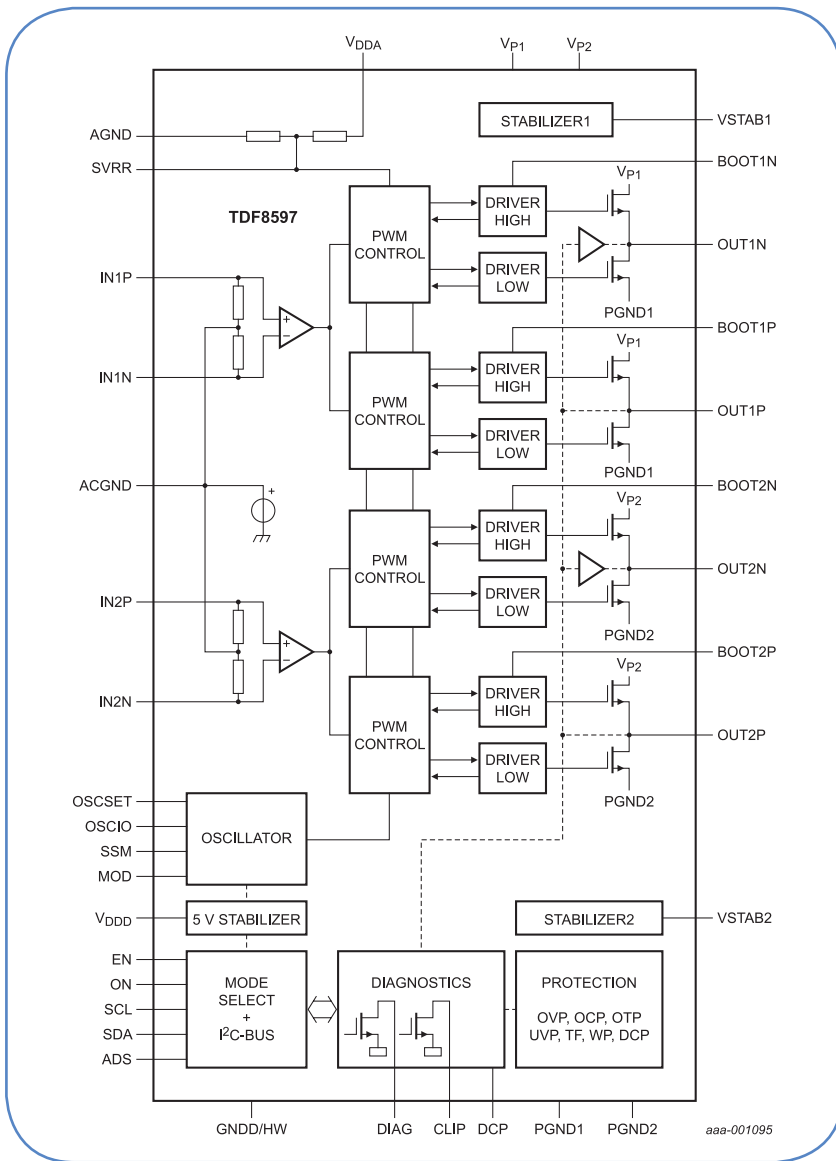 VDDA
VP1
VP2
AGND
SVRR
STABILIZER1
VSTAB1
BOOT1N
TDF8597
PWM
CONTROL
DRIVER
HIGH
VP1
OUT1N
DRIVER
LOW
IN1P
PGND1
BOOT1P
+
−
PWM
CONTROL
DRIVER
HIGH
VP1
IN1N
OUT1P
DRIVER
LOW
PGND1
ACGND
+
BOOT2N
PWM
CONTROL
DRIVER
HIGH
VP2
OUT2N
DRIVER
LOW
IN2P
PGND2
BOOT2P
+
−
PWM
CONTROL
DRIVER
HIGH
VP2
IN2N
OUT2P
DRIVER
LOW
PGND2
OSCSET
OSCIO
SSM
MOD
OSCILLATOR
VDDD
5 V STABILIZER
STABILIZER2
VSTAB2
EN
ON
SCL
SDA
ADS
MODE
SELECT
+
I²C-BUS
DIAGNOSTICS
PROTECTION
OVP, OCP, OTP
UVP, TF, WP, DCP
GNDD/HW
DIAG
CLIP
DCP
PGND1
PGND2
aaa-001095